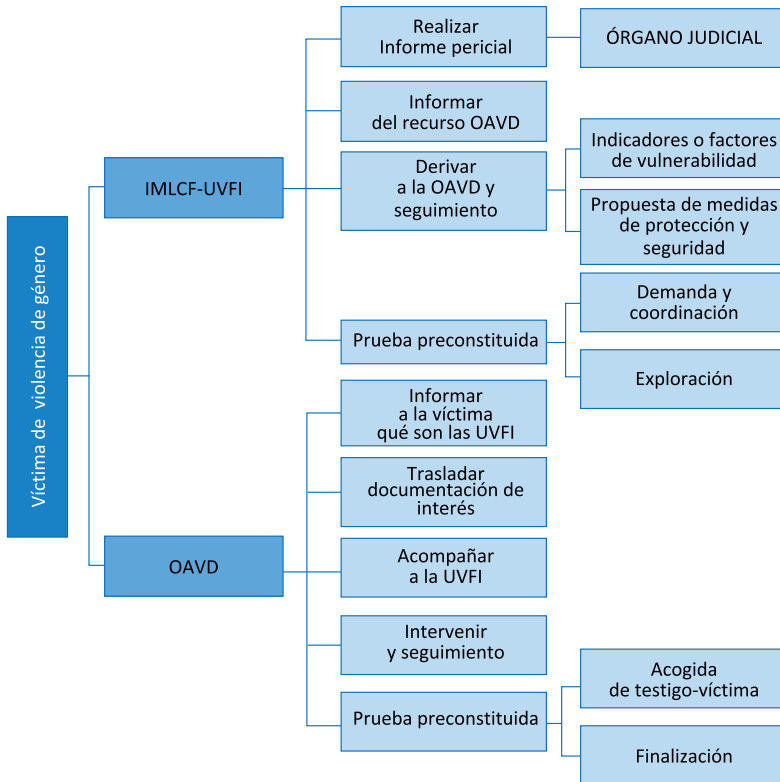 Víctima de violencia de género
IMLCF-UVFI
Realizar
Informe pericial
ÓRGANO JUDICIAL
Informar
del recurso OAVD
Derivar
a la OAVD y
seguimiento
Indicadores o factores
de vulnerabilidad
Propuesta de medidas
de protección y
seguridad
Prueba preconstituida
Demanda y
coordinación
Exploración
OAVD
Informar
a la víctima
qué son las UVFI
Trasladar
documentación de
interés
Acompañar
a la UVFI
Intervenir
y seguimiento
Prueba preconstituida
Acogida
de testigo-víctima
Finalización